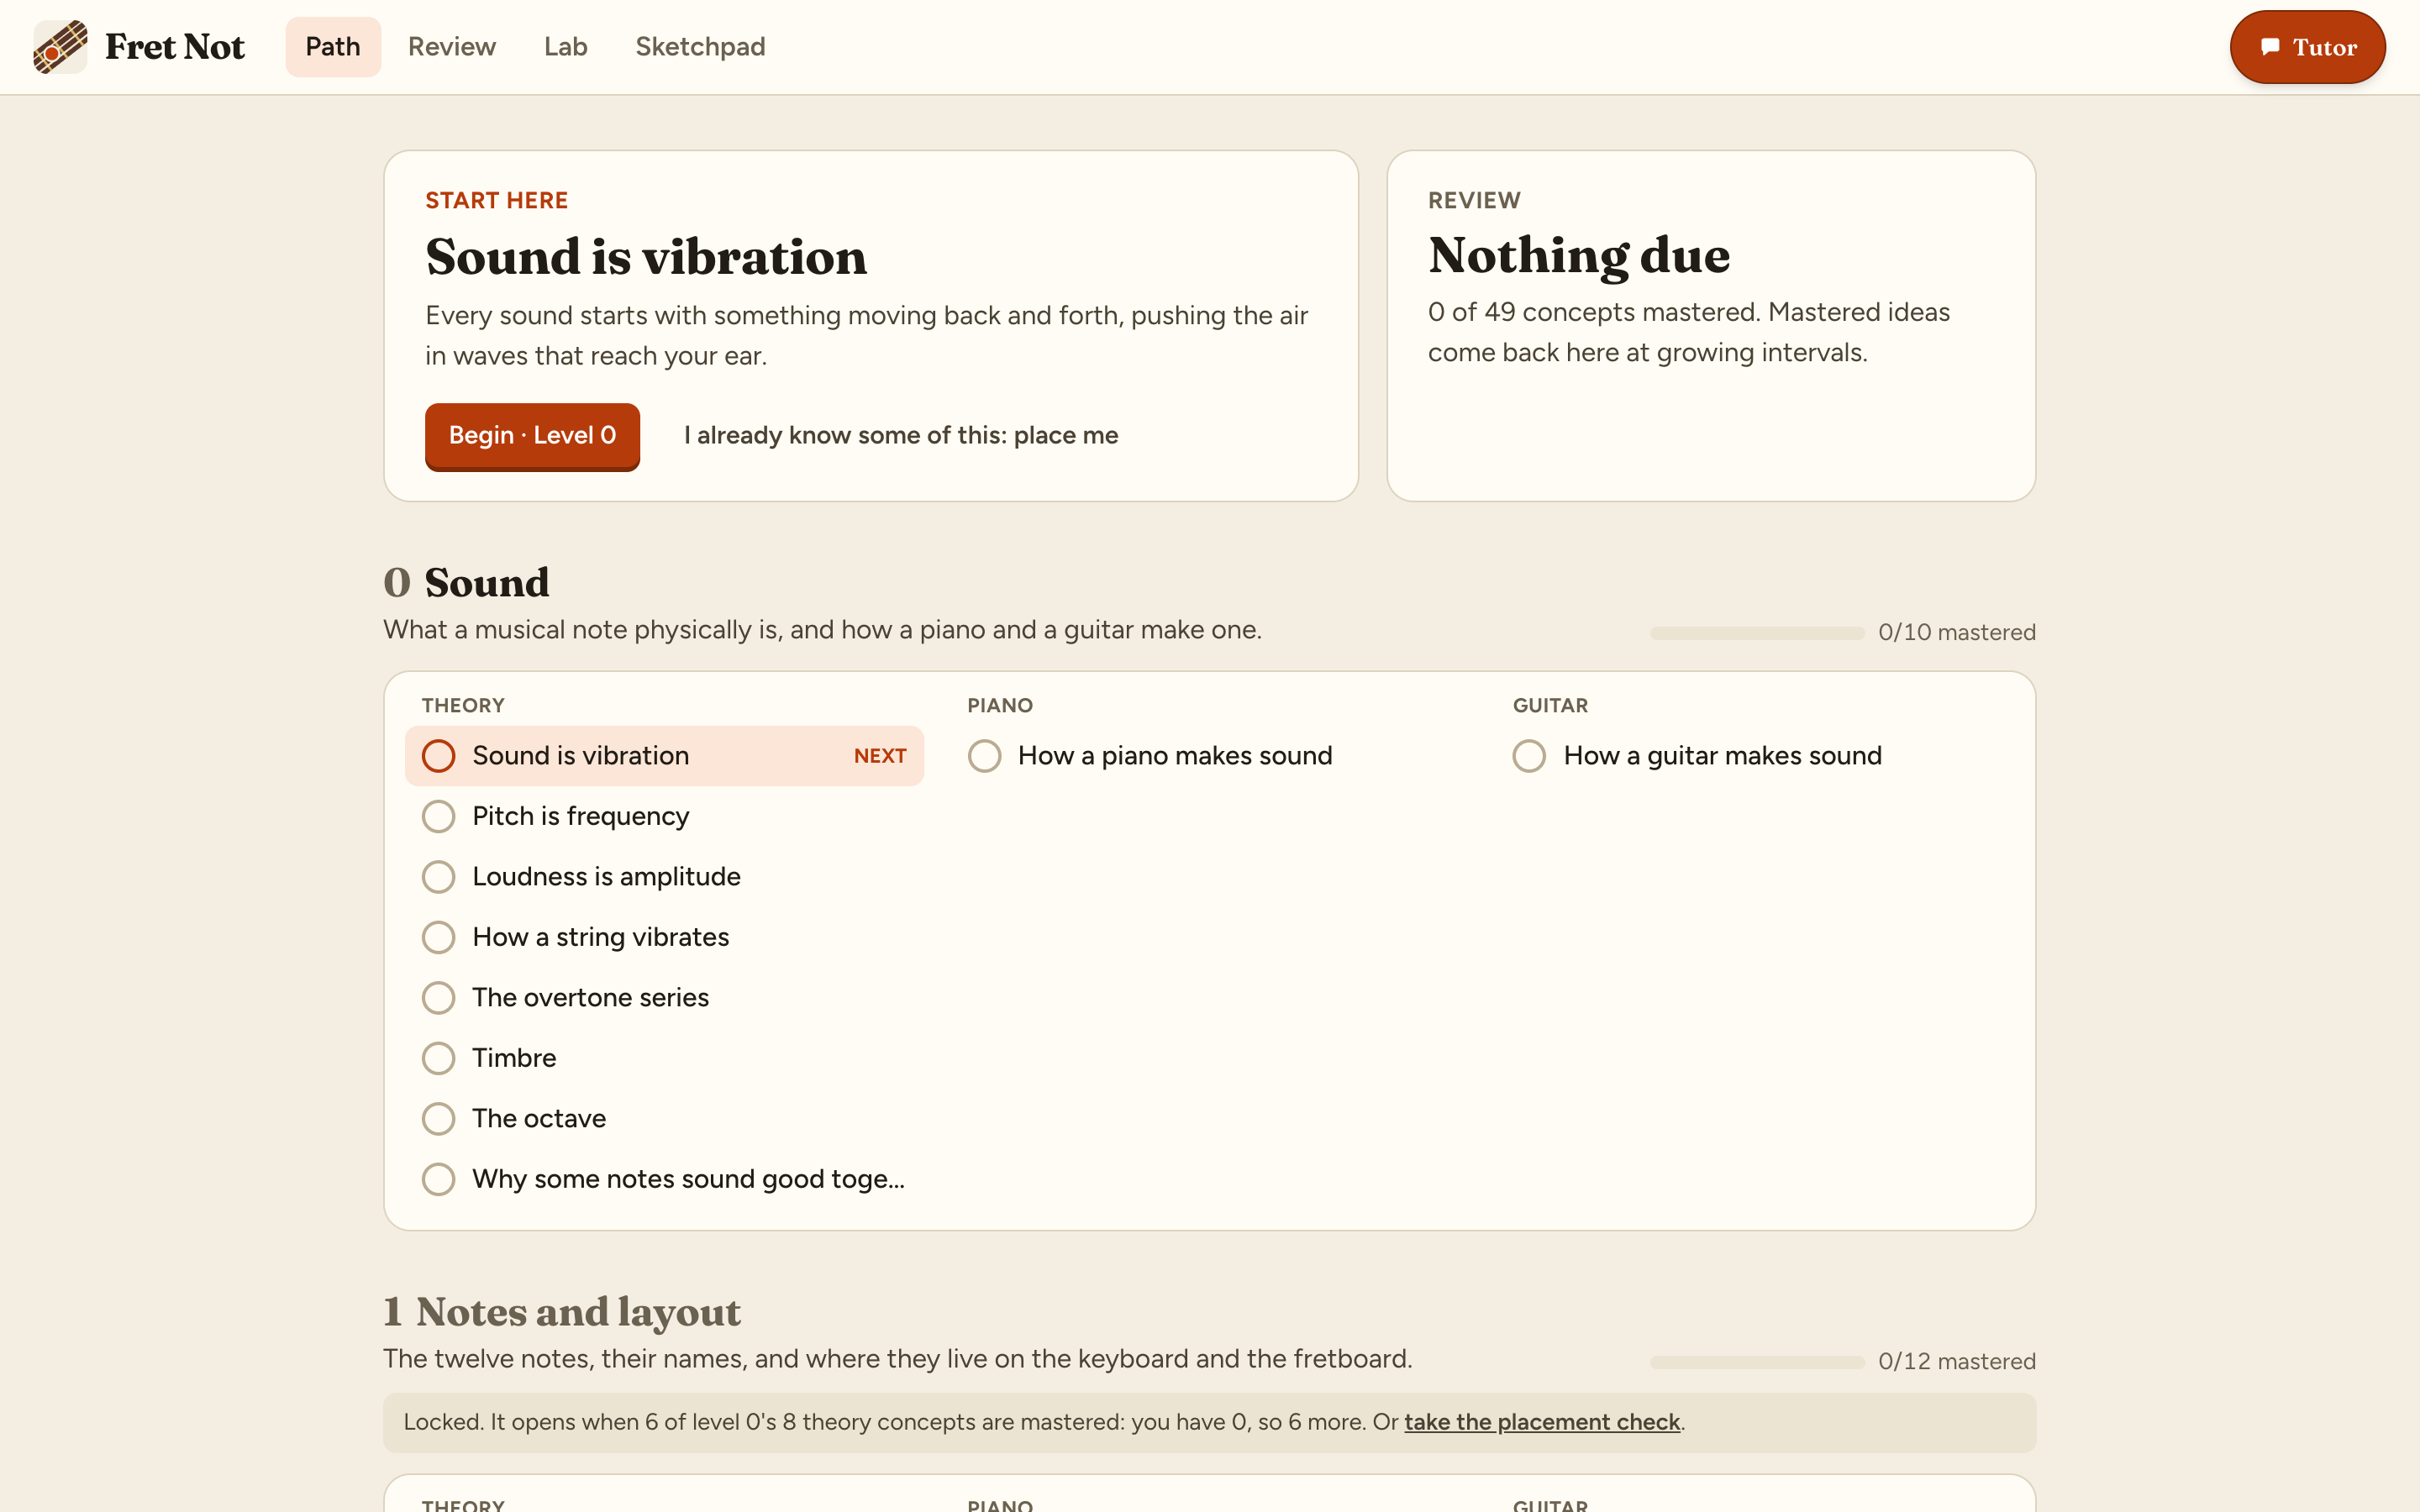 Fret Not
Path
Review
Lab
Sketchpad
Tutor
START HERE
Sound is vibration
Every sound starts with something moving back and forth, pushing the air
in waves that reach your ear.
Begin · Level 0
I already know some of this: place me
REVIEW
Nothing due
0 of 49 concepts mastered. Mastered ideas
come back here at growing intervals.
0 Sound
What a musical note physically is, and how a piano and a guitar make one.
0/10 mastered
THEORY
Sound is vibration
NEXT
Pitch is frequency
Loudness is amplitude
How a string vibrates
The overtone series
Timbre
The octave
Why some notes sound good toge...
PIANO
How a piano makes sound
GUITAR
How a guitar makes sound
1 Notes and layout
The twelve notes, their names, and where they live on the keyboard and the fretboard.
0/12 mastered
Locked. It opens when 6 of level 0's 8 theory concepts are mastered: you have 0, so 6 more. Or take the placement check.
THEORY
PIANO
GUITAR